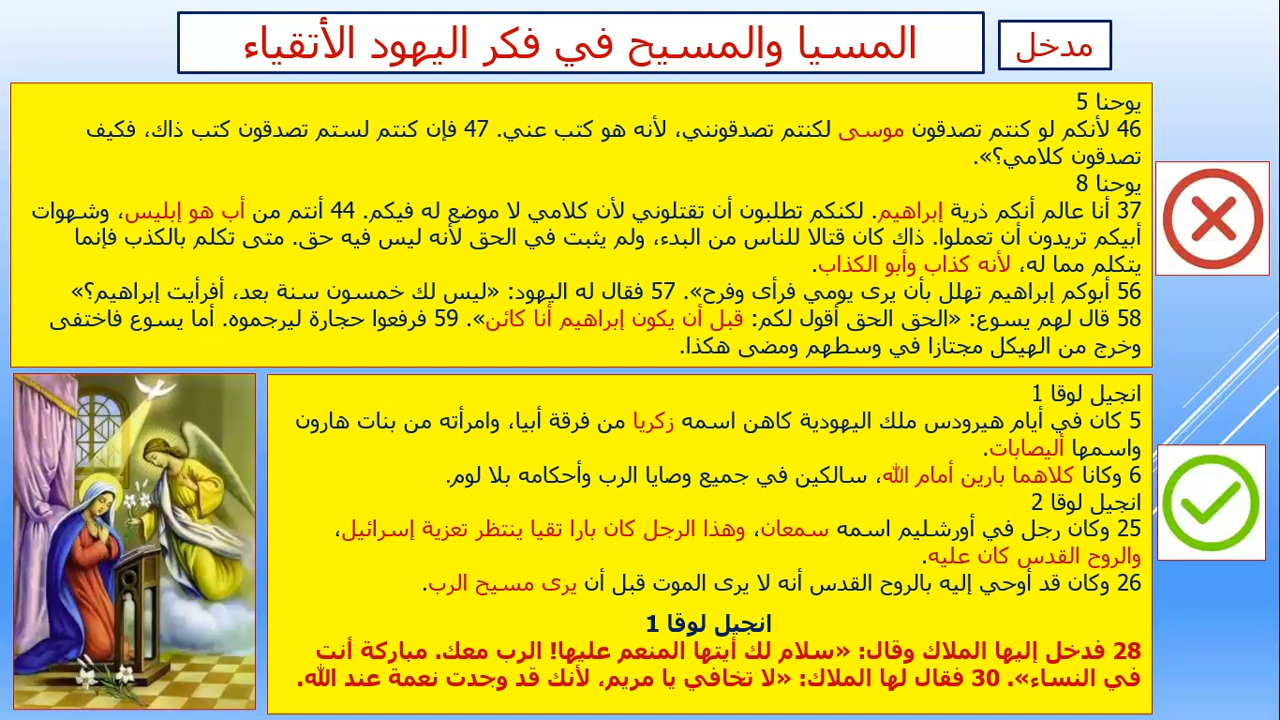 مدخل
المسيا والمسيح في فكر اليهود الأتقياء
يوحنا 5
46 لأنكم لو كنتم تصدقون موسى لكنتم تصدقونني، لأنه هو كتب عني. 47 فإن كنتم لستم تصدقون كتب ذاك، فكيف
تصدقون كلامي؟».
يوحنا 8
37 أنا عالم أنكم ذرية إبراهيم. لكنكم تطلبون أن تقتلوني لأن كلامي لا موضع له فيكم. 44 أنتم من أب هو إبليس، وشهوات
أبيكم تريدون أن تعملوا. ذاك كان قتالا للناس من البدء، ولم يثبت في الحق لأنه ليس فيه حق. متى تكلم بالكذب فإنما
يتكلم مما له، لأنه كذاب وأبو الكذاب.
56 أبوكم إبراهيم تهلل بأن يرى يومي فرأى وفرح». 57 فقال له اليهود: «ليس لك خمسون سنة بعد، أفرأيت إبراهيم؟»
58 قال لهم يسوع: «الحق الحق أقول لكم: قبل أن يكون إبراهيم أنا كائن». 59 فرفعوا حجارة ليرجموه. أما يسوع فاختفى
وخرج من الهيكل مجتازا في وسطهم ومضى هكذا.
انجيل لوقا 1
5 كان في أيام هيرودس ملك اليهودية كاهن اسمه زكريا من فرقة أبيا، وامرأته من بنات هارون
واسمها أليصابات.
6 وكانا كلاهما بارين أمام الله، سالكين في جميع وصايا الرب وأحكامه بلا لوم.
انجيل لوقا 2
25 وكان رجل في أورشليم اسمه سمعان، وهذا الرجل كان بارا تقيا ينتظر تعزية إسرائيل،
والروح القدس كان عليه.
26 وكان قد أوحي إليه بالروح القدس أنه لا يرى الموت قبل أن يرى مسيح الرب.
انجيل لوقا 1
28 فدخل إليها الملاك وقال: «سلام لك أيتها المنعم عليها! الرب معك. مباركة أنت
في النساء». 30 فقال لها الملاك: «لا تخافي يا مريم، لأنك قد وجدت نعمة عند الله.